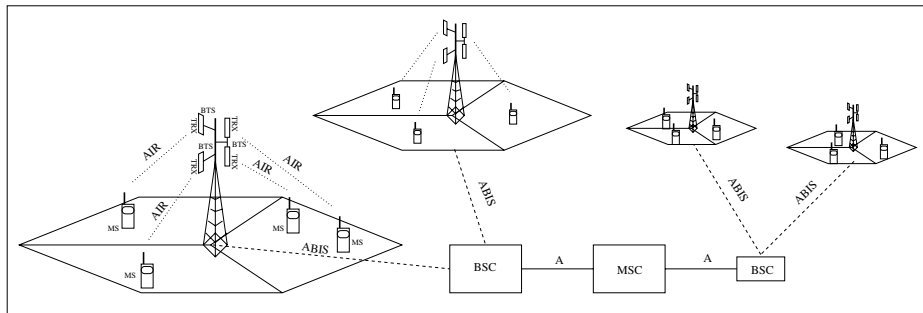 BTS
TRX
TRX
BTS
TRX
TRX
AIR
AIR
AIR
AIR
MS
MS
MS
MS
ABIS
ABIS
ABIS
ABIS
BSC
A
MSC
A
BSC